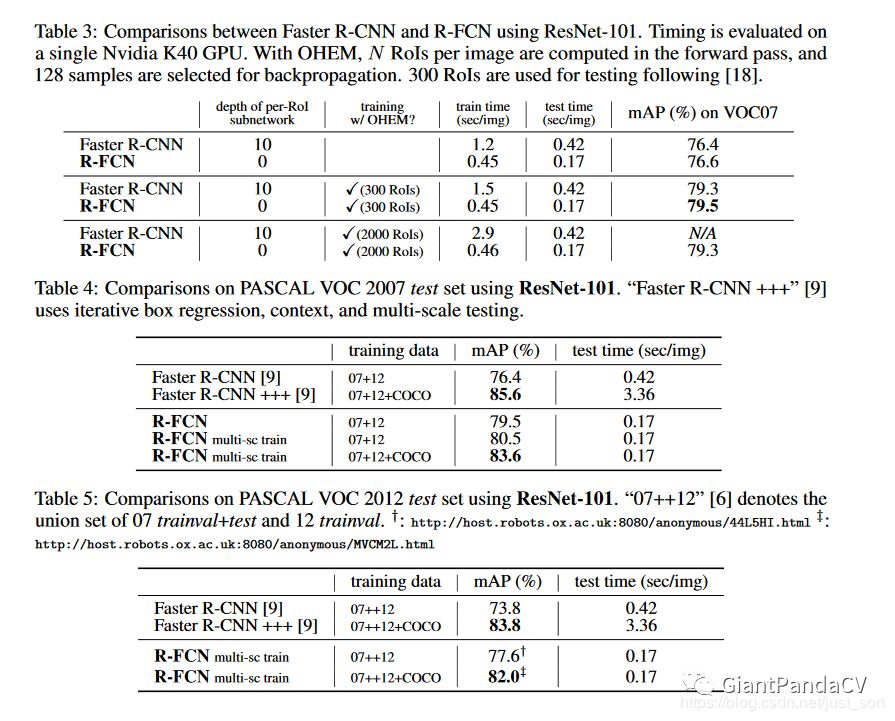 Table 3: Comparisons between Faster R-CNN and R-FCN using ResNet-101. Timing is evaluated on
a single Nvidia K40 GPU. With OHEM, N RoIs per image are computed in the forward pass, and
128 samples are selected for backpropagation. 300 RoIs are used for testing following [18].
depth of per-RoI subnetwork | training w/ OHEM? | train time (sec/img) | test time (sec/img) | mAP (%) on VOC07
Faster R-CNN | 10 | | 1.2 | 0.42 | 76.4
R-FCN | 0 | | 0.45 | 0.17 | 76.6
Faster R-CNN | 10 | ✓(300 RoIs) | 1.5 | 0.42 | 79.3
R-FCN | 0 | ✓(300 RoIs) | 0.45 | 0.17 | 79.5
Faster R-CNN | 10 | ✓(2000 RoIs) | 2.9 | 0.42 | N/A
R-FCN | 0 | ✓(2000 RoIs) | 0.46 | 0.17 | 79.3
Table 4: Comparisons on PASCAL VOC 2007 test set using ResNet-101. “Faster R-CNN +++” [9]
uses iterative box regression, context, and multi-scale testing.
training data | mAP (%) | test time (sec/img)
Faster R-CNN [9] | 07+12 | 76.4 | 0.42
Faster R-CNN +++ [9] | 07+12+COCO | 85.6 | 3.36
R-FCN | 07+12 | 79.5 | 0.17
R-FCN multi-sc train | 07+12 | 80.5 | 0.17
R-FCN multi-sc train | 07+12+COCO | 83.6 | 0.17
Table 5: Comparisons on PASCAL VOC 2012 test set using ResNet-101. “07++12” [6] denotes the
union set of 07 trainval+test and 12 trainval. †: http://host.robots.ox.ac.uk:8080/anonymous/44L5HI.html ‡:
http://host.robots.ox.ac.uk:8080/anonymous/MVCM2L.html
training data | mAP (%) | test time (sec/img)
Faster R-CNN [9] | 07++12 | 73.8 | 0.42
Faster R-CNN +++ [9] | 07++12+COCO | 83.8 | 3.36
R-FCN multi-sc train | 07++12 | 77.6† | 0.17
R-FCN multi-sc train | 07++12+COCO | 82.0‡ | 0.17
GiantPandaCV
https://blog.csdn.net/just_sort